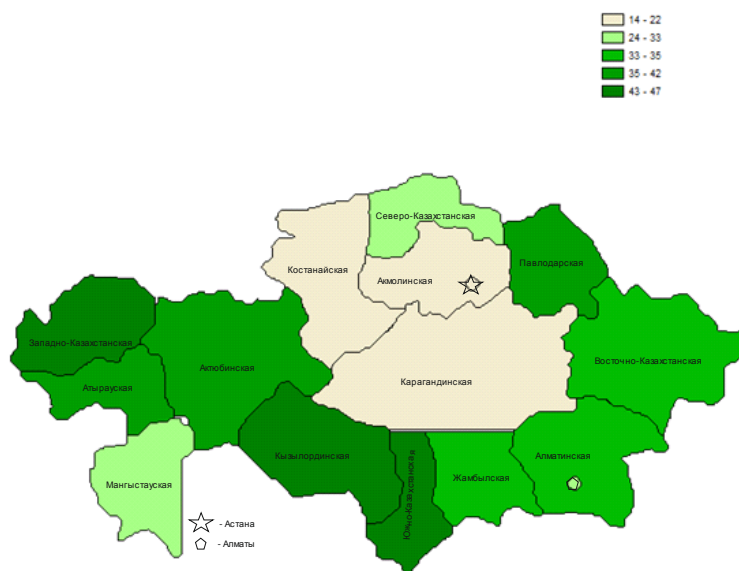 14 - 22
24 - 33
33 - 35
35 - 42
43 - 47
Северо-Казахстанская
Костанайская
Акмолинская
Павлодарская
Западно-Казахстанская
Актюбинская
Атырауская
Карагандинская
Восточно-Казахстанская
Мангыстауская
Кызылординская
Южно-Казахстанская
Жамбылская
Алматинская
- Астана
- Алматы